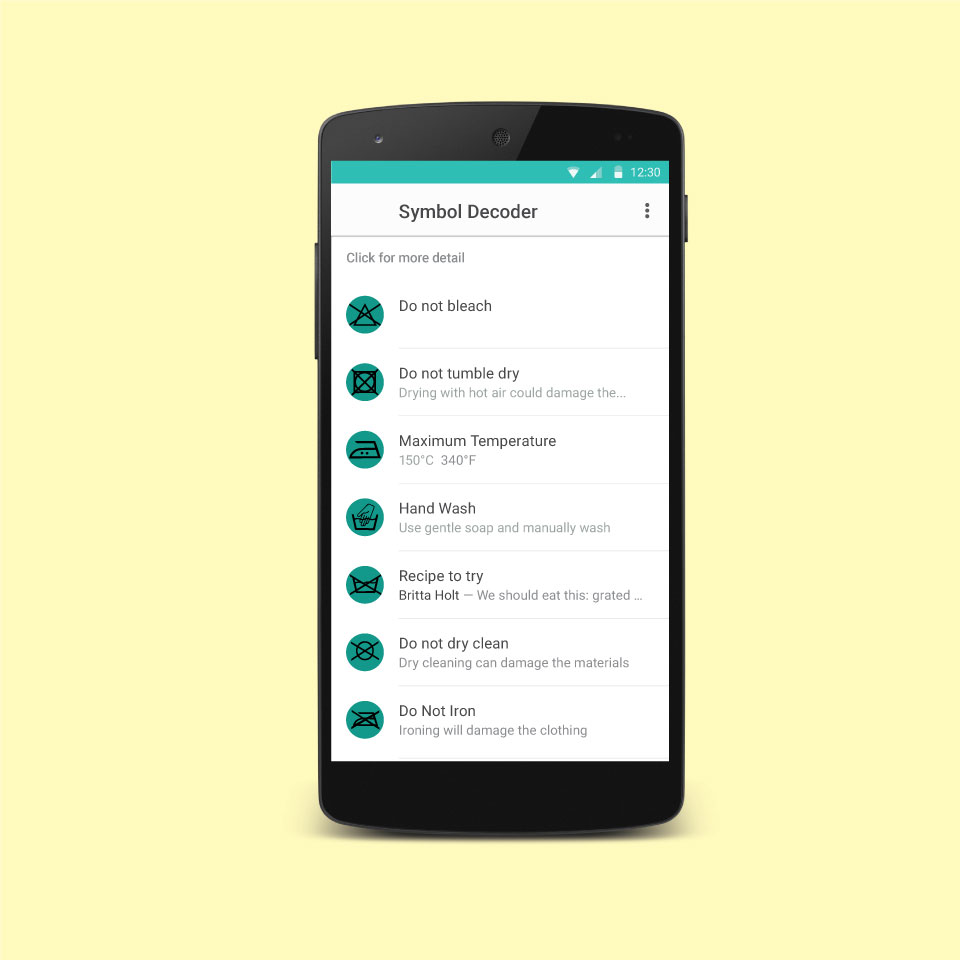 12:30
Symbol Decoder
Click for more detail
Do not bleach
Do not tumble dry
Drying with hot air could damage the...
Maximum Temperature
150°C 340°F
Hand Wash
Use gentle soap and manually wash
Recipe to try
Britta Holt — We should eat this: grated ...
Do not dry clean
Dry cleaning can damage the materials
Do Not Iron
Ironing will damage the clothing